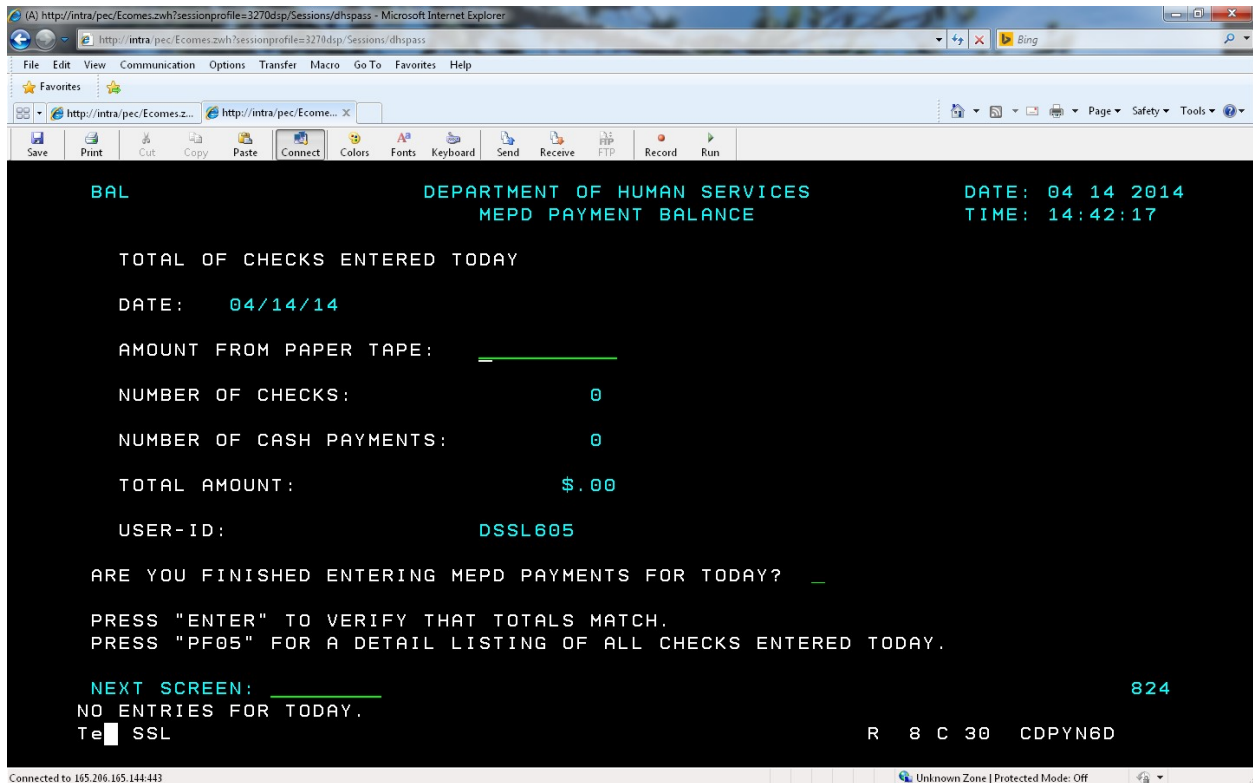 (A) http://intra/pec/Ecomes.zwh?sessionprofile=3270dsp/Sessions/dhspass - Microsoft Internet Explorer
http://intra/pec/Ecomes.zwh?sessionprofile=3270dsp/Sessions/dhspass Bing
File Edit View Communication Options Transfer Macro Go To Favorites Help
Favorites
http://intra/pec/Ecomes.z... http://intra/pec/Ecome... X Page Safety Tools
Save Print Cut Copy Paste Connect Colors Fonts Keyboard Send Receive FTP Record Run
BAL DEPARTMENT OF HUMAN SERVICES DATE: 04 14 2014
MEPD PAYMENT BALANCE TIME: 14:42:17
TOTAL OF CHECKS ENTERED TODAY
DATE: 04/14/14
AMOUNT FROM PAPER TAPE: __________
NUMBER OF CHECKS: 0
NUMBER OF CASH PAYMENTS: 0
TOTAL AMOUNT: $.00
USER-ID: DSSL605
ARE YOU FINISHED ENTERING MEPD PAYMENTS FOR TODAY? _
PRESS "ENTER" TO VERIFY THAT TOTALS MATCH.
PRESS "PF05" FOR A DETAIL LISTING OF ALL CHECKS ENTERED TODAY.
NEXT SCREEN: ________ 824
NO ENTRIES FOR TODAY.
Te SSL R 8 C 30 CDPYN6D
Connected to 165.206.165.144:443 Unknown Zone | Protected Mode: Off